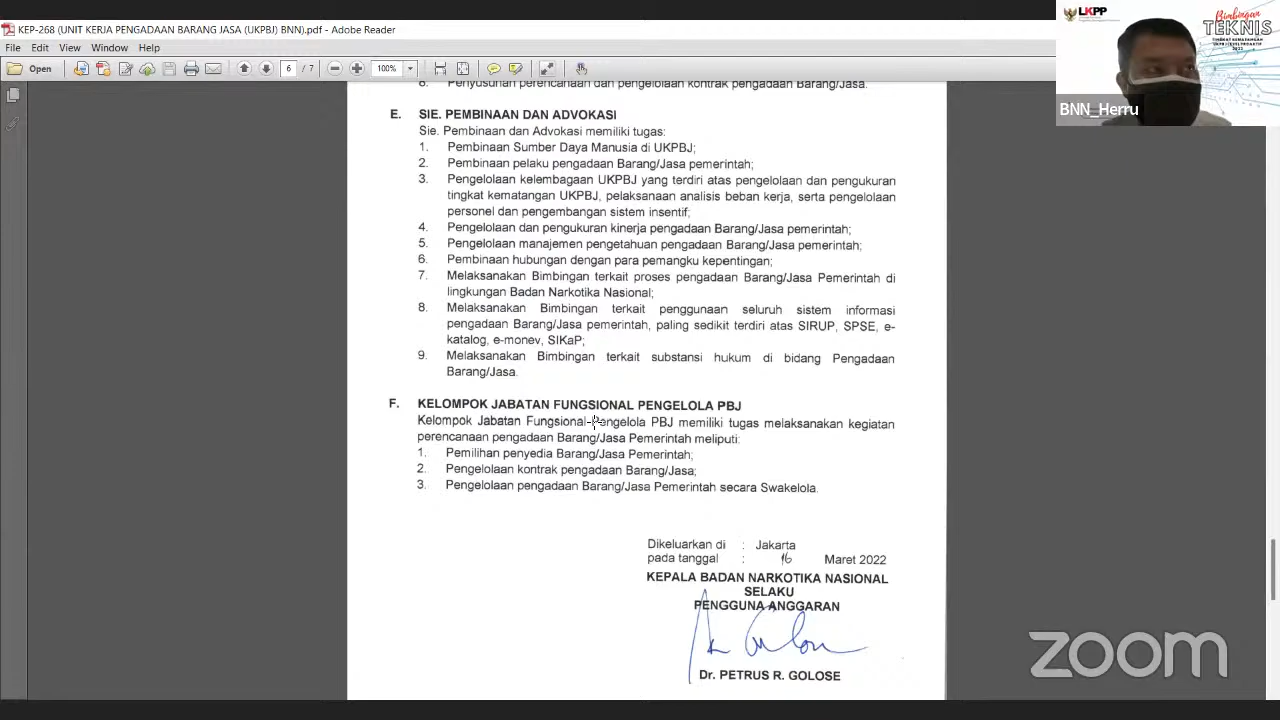 KEP-268 (UNIT KERJA PENGADAAN BARANG JASA (UKPBJ) BNN).pdf - Adobe Reader
File Edit View Window Help
Open 6 / 7 100%
6. Penyusunan perencanaan dan pengelolaan kontrak pengadaan Barang/Jasa.
E. SIE. PEMBINAAN DAN ADVOKASI
Sie. Pembinaan dan Advokasi memiliki tugas:
1. Pembinaan Sumber Daya Manusia di UKPBJ;
2. Pembinaan pelaku pengadaan Barang/Jasa pemerintah;
3. Pengelolaan kelembagaan UKPBJ yang terdiri atas pengelolaan dan pengukuran
tingkat kematangan UKPBJ, pelaksanaan analisis beban kerja, serta pengelolaan
personel dan pengembangan sistem insentif;
4. Pengelolaan dan pengukuran kinerja pengadaan Barang/Jasa pemerintah;
5. Pengelolaan manajemen pengetahuan pengadaan Barang/Jasa pemerintah;
6. Pembinaan hubungan dengan para pemangku kepentingan;
7. Melaksanakan Bimbingan terkait proses pengadaan Barang/Jasa Pemerintah di
lingkungan Badan Narkotika Nasional;
8. Melaksanakan Bimbingan terkait penggunaan seluruh sistem informasi
pengadaan Barang/Jasa pemerintah, paling sedikit terdiri atas SIRUP, SPSE, e-
katalog, e-monev, SIKaP;
9. Melaksanakan Bimbingan terkait substansi hukum di bidang Pengadaan
Barang/Jasa.
F. KELOMPOK JABATAN FUNGSIONAL PENGELOLA PBJ
Kelompok Jabatan Fungsional Pengelola PBJ memiliki tugas melaksanakan kegiatan
perencanaan pengadaan Barang/Jasa Pemerintah meliputi:
1. Pemilihan penyedia Barang/Jasa Pemerintah;
2. Pengelolaan kontrak pengadaan Barang/Jasa;
3. Pengelolaan pengadaan Barang/Jasa Pemerintah secara Swakelola.
Dikeluarkan di : Jakarta
pada tanggal : 16 Maret 2022
KEPALA BADAN NARKOTIKA NASIONAL
SELAKU
PENGGUNA ANGGARAN
Dr. PETRUS R. GOLOSE
LKPP
Bimbingan
TEKNIS
TINGKAT KEMATANGAN
UKPBJ LEVEL PROAKTIF
2022
BNN_Herru
zoom